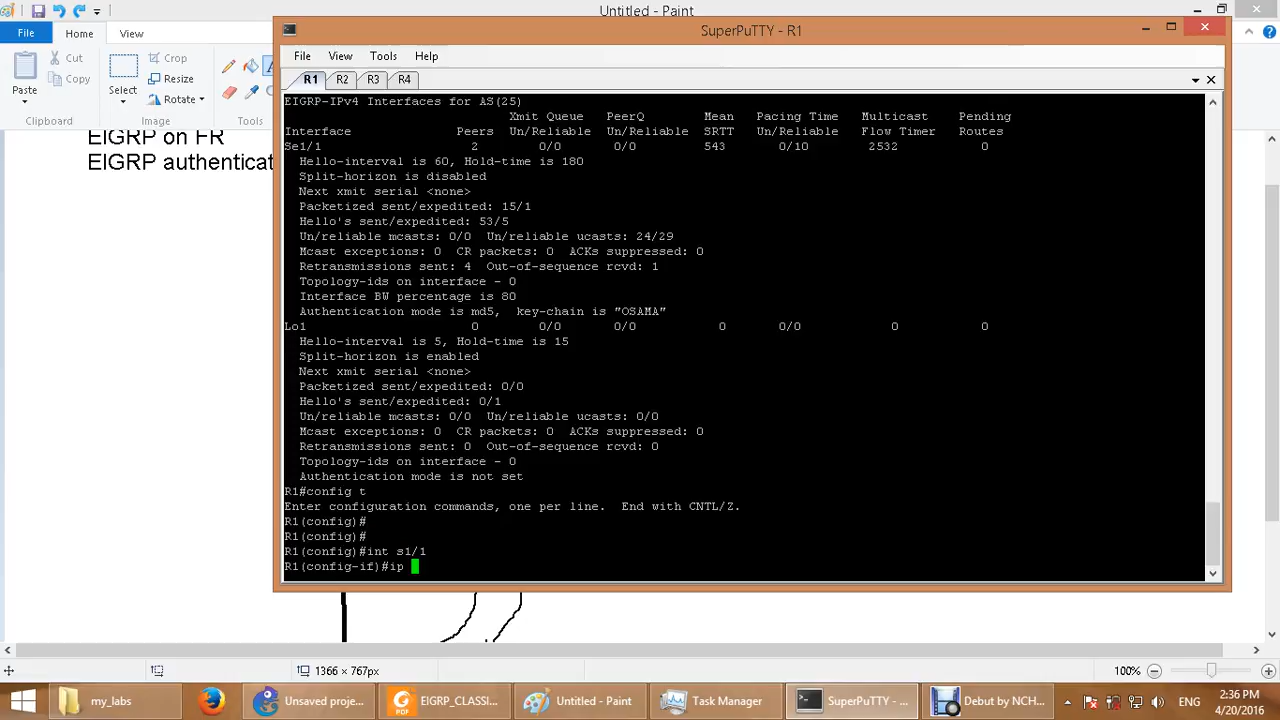 Untitled - Paint
File Home View
Paste
Cut
Copy
Clipboard
Select
Crop
Resize
Rotate
Image
Tools
EIGRP on FR
EIGRP authenticat
SuperPuTTY - R1
File View Tools Help
R1 R2 R3 R4
EIGRP-IPv4 Interfaces for AS(25)
Xmit Queue PeerQ Mean Pacing Time Multicast Pending
Interface Peers Un/Reliable Un/Reliable SRTT Un/Reliable Flow Timer Routes
Se1/1 2 0/0 0/0 543 0/10 2532 0
Hello-interval is 60, Hold-time is 180
Split-horizon is disabled
Next xmit serial <none>
Packetized sent/expedited: 15/1
Hello's sent/expedited: 53/5
Un/reliable mcasts: 0/0 Un/reliable ucasts: 24/29
Mcast exceptions: 0 CR packets: 0 ACKs suppressed: 0
Retransmissions sent: 4 Out-of-sequence rcvd: 1
Topology-ids on interface - 0
Interface BW percentage is 80
Authentication mode is md5, key-chain is "OSAMA"
Lo1 0 0/0 0/0 0 0/0 0 0
Hello-interval is 5, Hold-time is 15
Split-horizon is enabled
Next xmit serial <none>
Packetized sent/expedited: 0/0
Hello's sent/expedited: 0/1
Un/reliable mcasts: 0/0 Un/reliable ucasts: 0/0
Mcast exceptions: 0 CR packets: 0 ACKs suppressed: 0
Retransmissions sent: 0 Out-of-sequence rcvd: 0
Topology-ids on interface - 0
Authentication mode is not set
R1#config t
Enter configuration commands, one per line. End with CNTL/Z.
R1(config)#
R1(config)#
R1(config)#int s1/1
R1(config-if)#ip
1366 × 767px
100%
my_labs
Unsaved proje...
EIGRP_CLASSI...
Untitled - Paint
Task Manager
SuperPuTTY - ...
Debut by NCH...
ENG
2:36 PM
4/20/2016